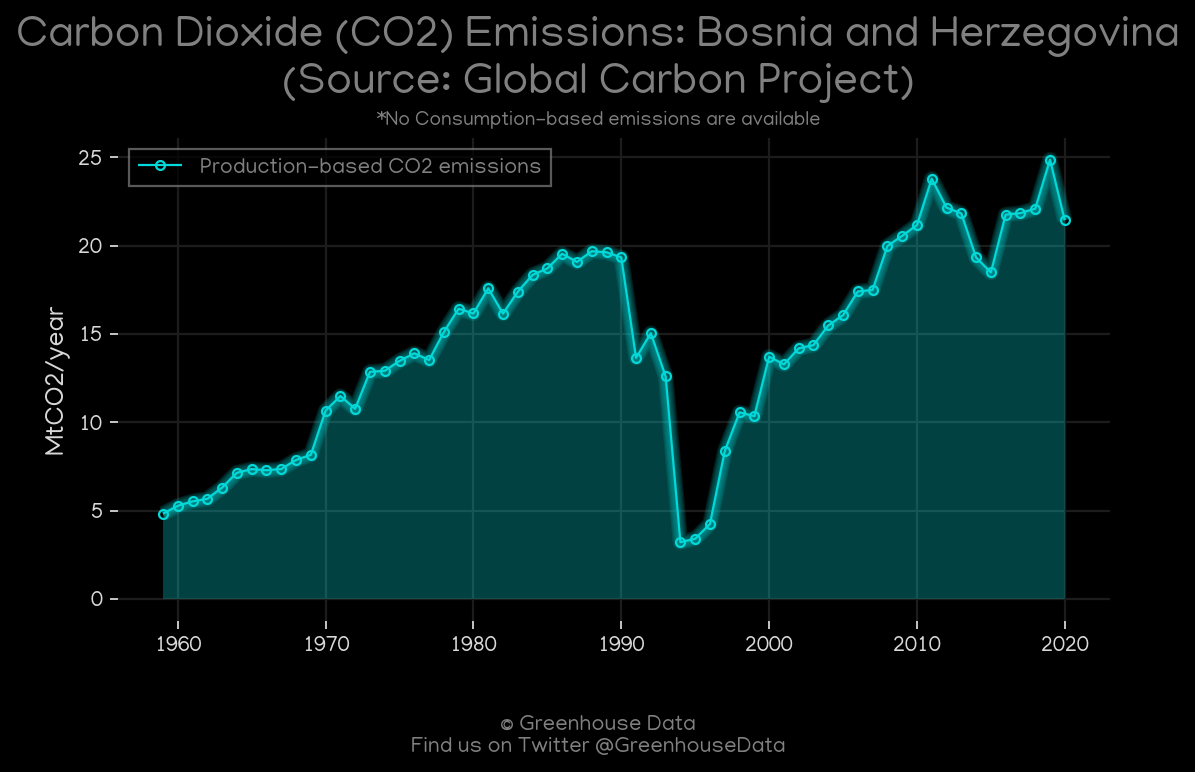 Carbon Dioxide (CO2) Emissions: Bosnia and Herzegovina
(Source: Global Carbon Project)
*No Consumption-based emissions are available
Production-based CO2 emissions
25
20
15
10
5
0
MtCO2/year
1960 1970 1980 1990 2000 2010 2020
© Greenhouse Data
Find us on Twitter @GreenhouseData